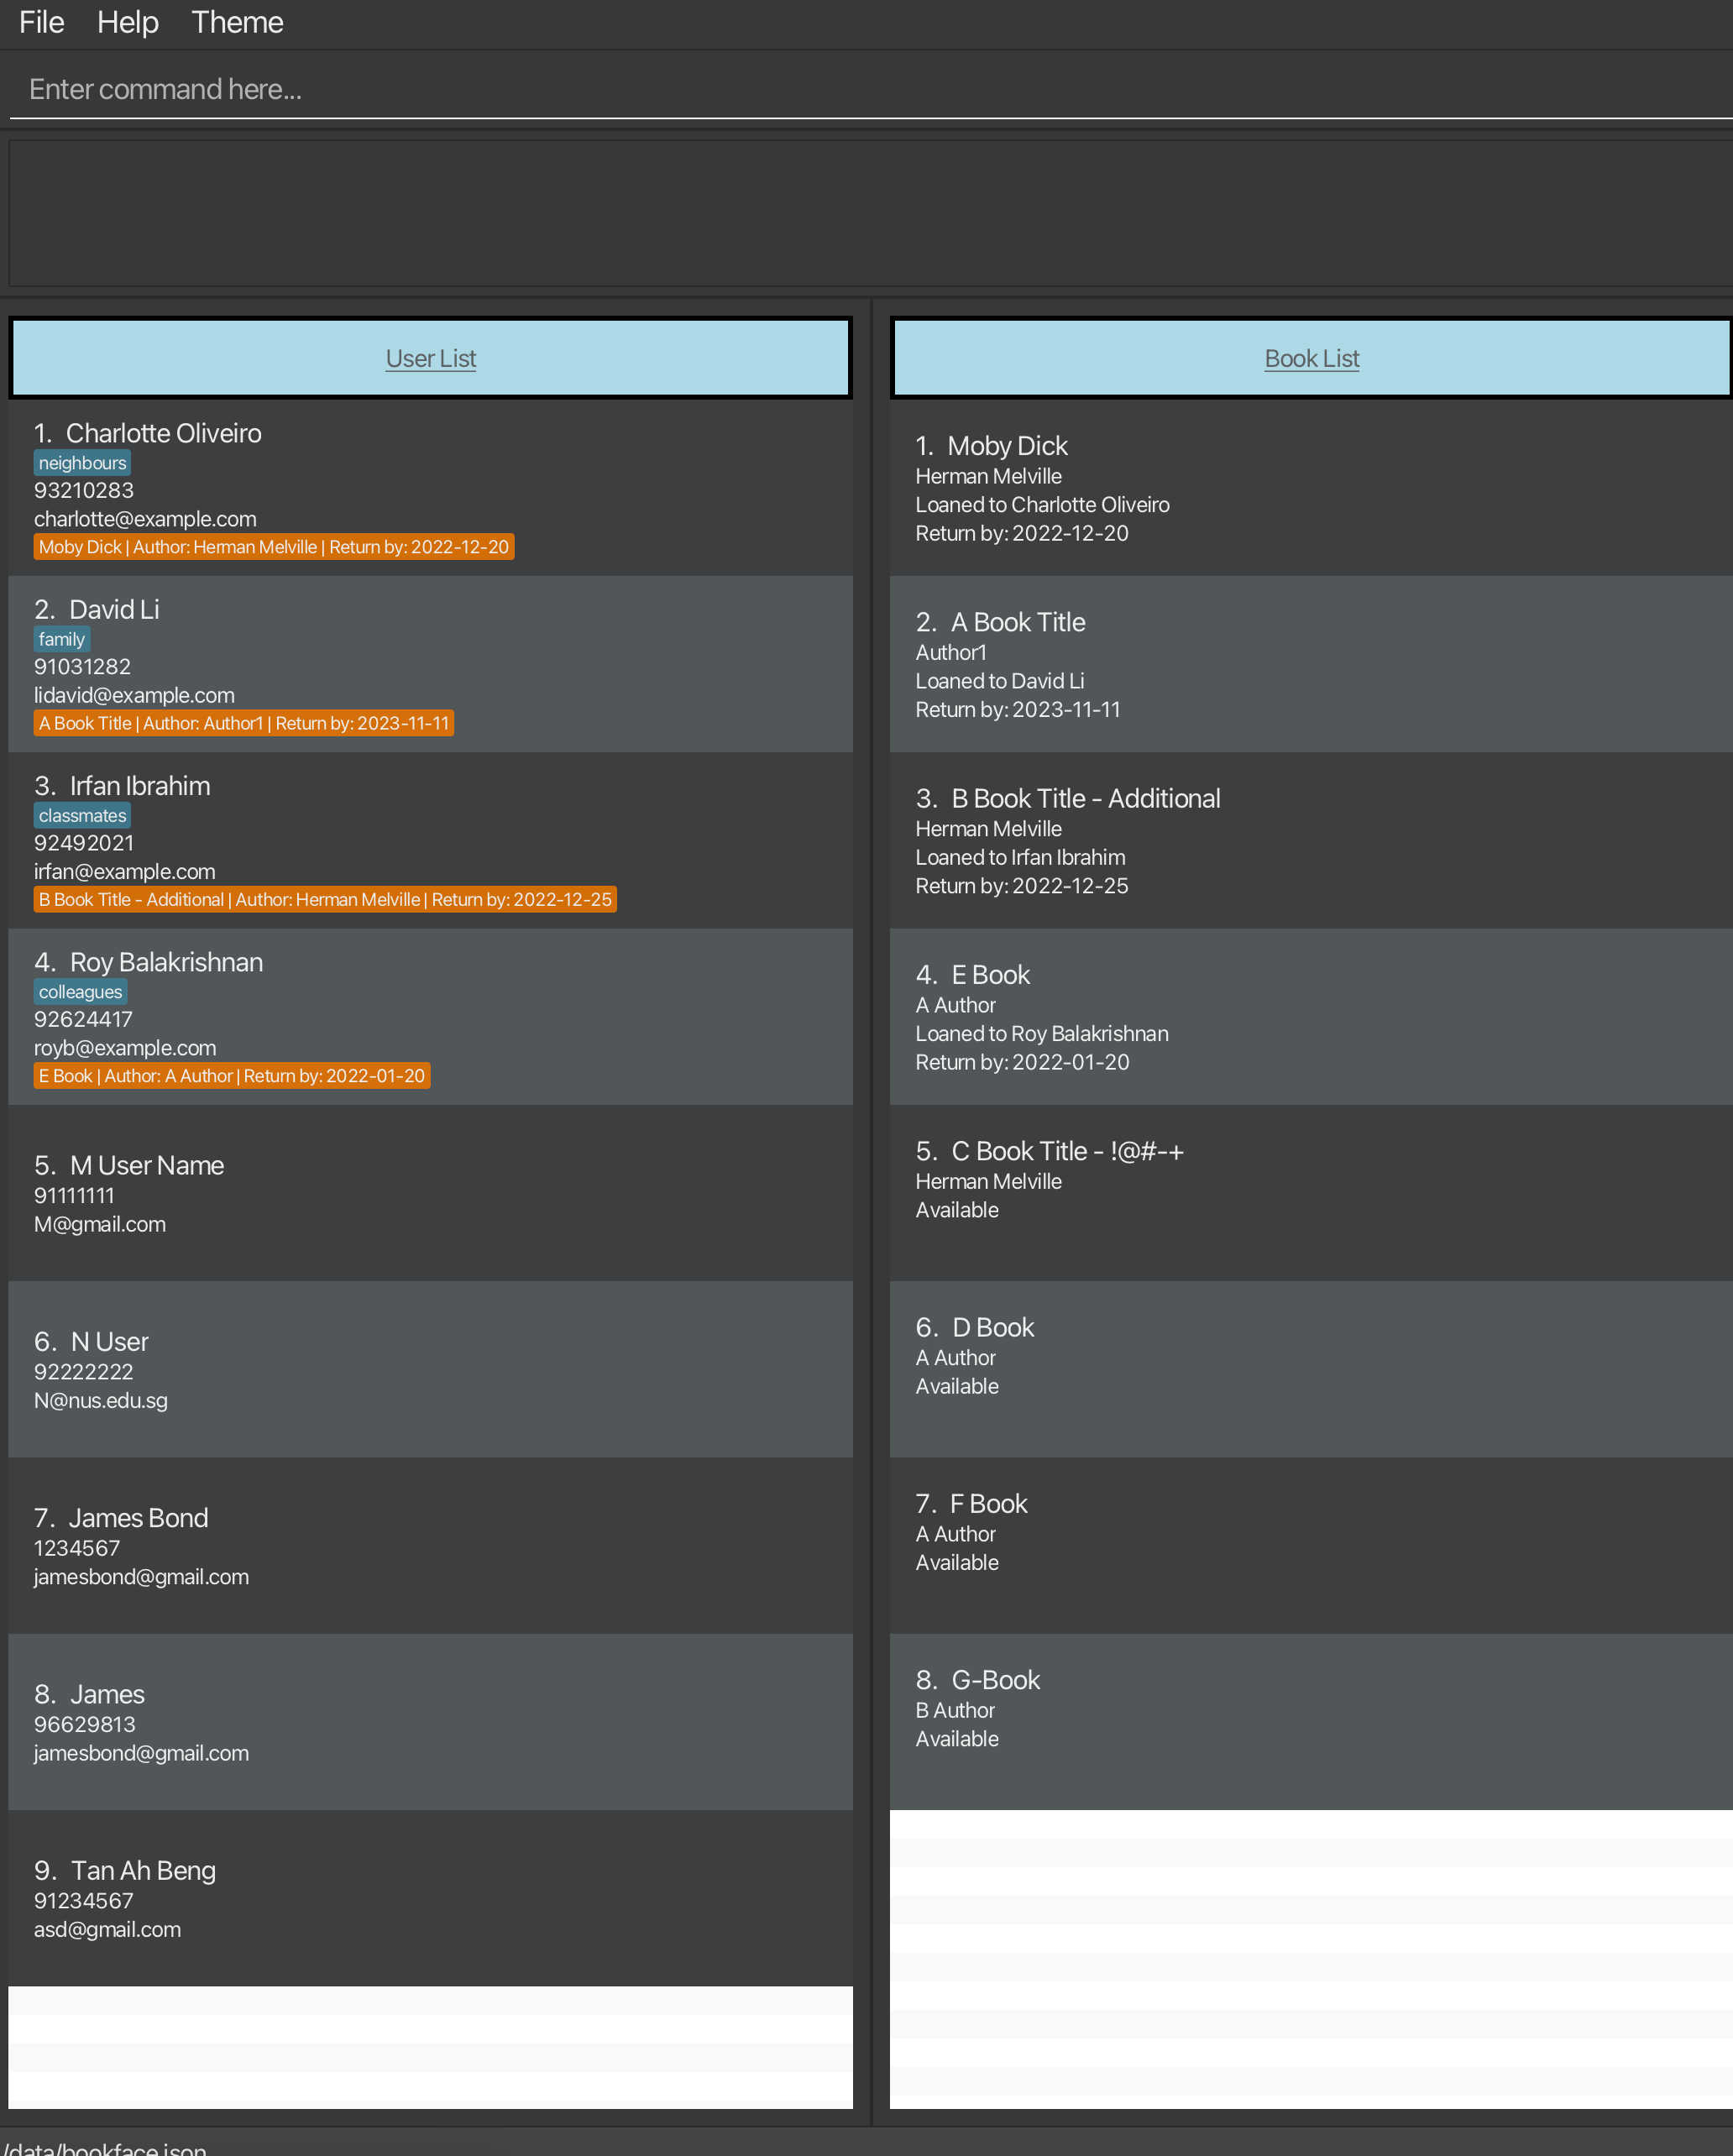 File Help Theme
Enter command here...
User List
1. Charlotte Oliveiro
neighbours
93210283
charlotte@example.com
Moby Dick | Author: Herman Melville | Return by: 2022-12-20
2. David Li
family
91031282
lidavid@example.com
A Book Title | Author: Author1 | Return by: 2023-11-11
3. Irfan Ibrahim
classmates
92492021
irfan@example.com
B Book Title - Additional | Author: Herman Melville | Return by: 2022-12-25
4. Roy Balakrishnan
colleagues
92624417
royb@example.com
E Book | Author: A Author | Return by: 2022-01-20
5. M User Name
91111111
M@gmail.com
6. N User
92222222
N@nus.edu.sg
7. James Bond
1234567
jamesbond@gmail.com
8. James
96629813
jamesbond@gmail.com
9. Tan Ah Beng
91234567
asd@gmail.com
Book List
1. Moby Dick
Herman Melville
Loaned to Charlotte Oliveiro
Return by: 2022-12-20
2. A Book Title
Author1
Loaned to David Li
Return by: 2023-11-11
3. B Book Title - Additional
Herman Melville
Loaned to Irfan Ibrahim
Return by: 2022-12-25
4. E Book
A Author
Loaned to Roy Balakrishnan
Return by: 2022-01-20
5. C Book Title - !@#-+
Herman Melville
Available
6. D Book
A Author
Available
7. F Book
A Author
Available
8. G-Book
B Author
Available
/data/bookface.json